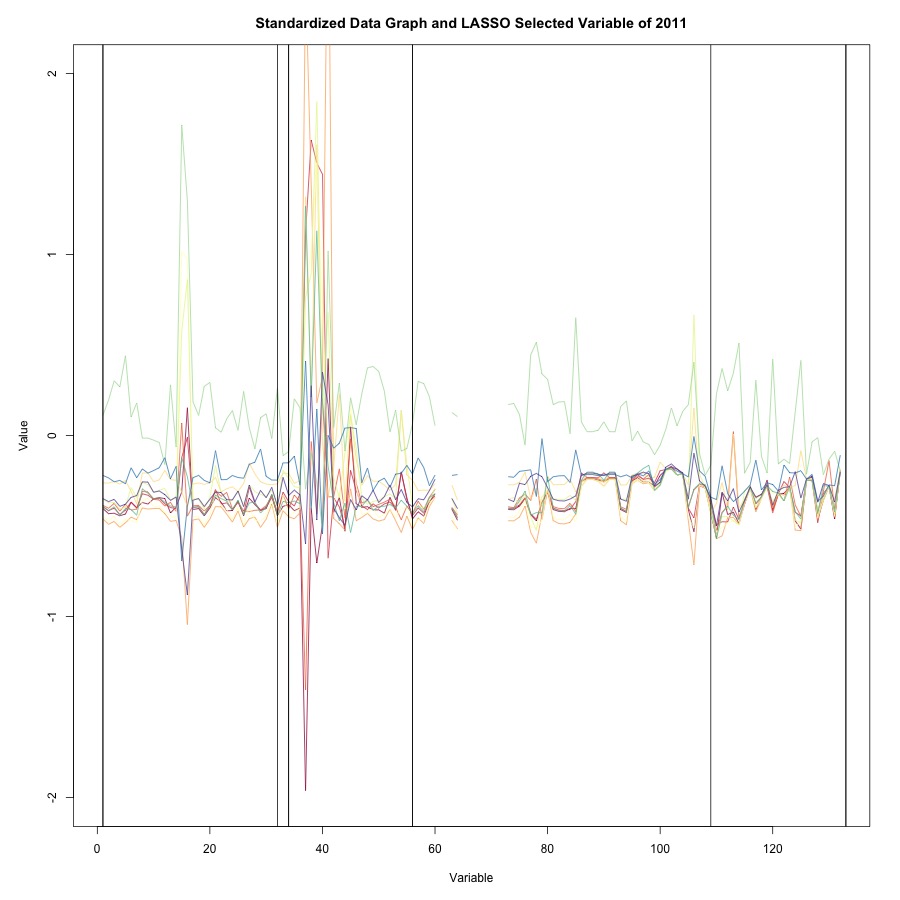 Standardized Data Graph and LASSO Selected Variable of 2011
2
1
0
-1
-2
Value
0 20 40 60 80 100 120
Variable